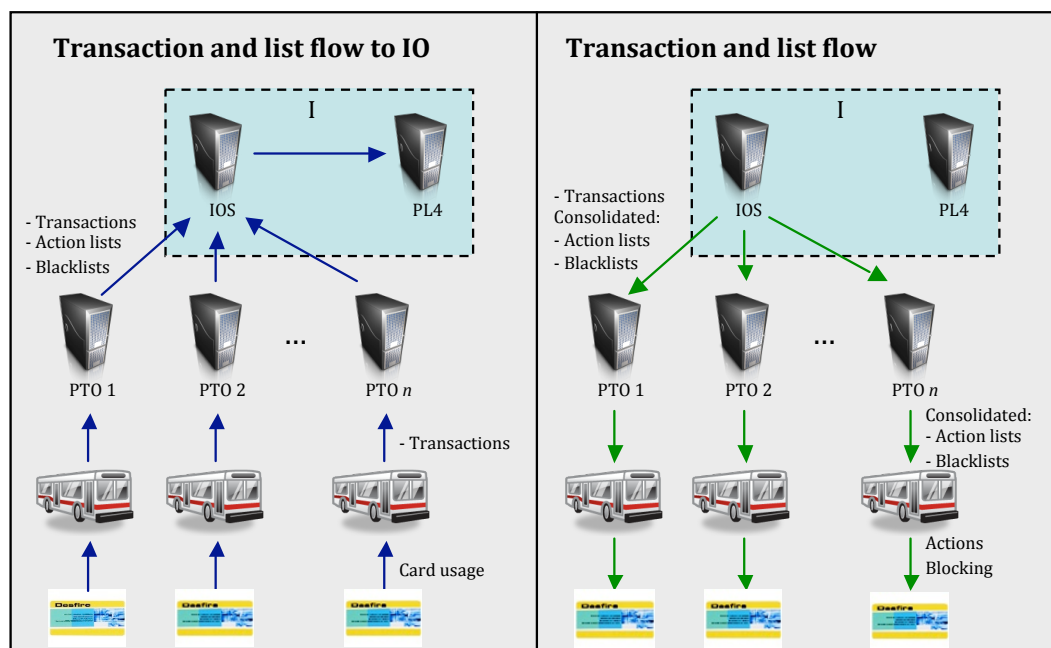 Transaction and list flow to IO
I
IOS
PL4
- Transactions
- Action lists
- Blacklists
PTO 1
PTO 2
...
PTO n
- Transactions
Card usage
Desfire
Desfire
Desfire
Transaction and list flow
I
IOS
PL4
- Transactions
Consolidated:
- Action lists
- Blacklists
PTO 1
PTO 2
...
PTO n
Consolidated:
- Action lists
- Blacklists
Actions
Blocking
Desfire
Desfire
Desfire